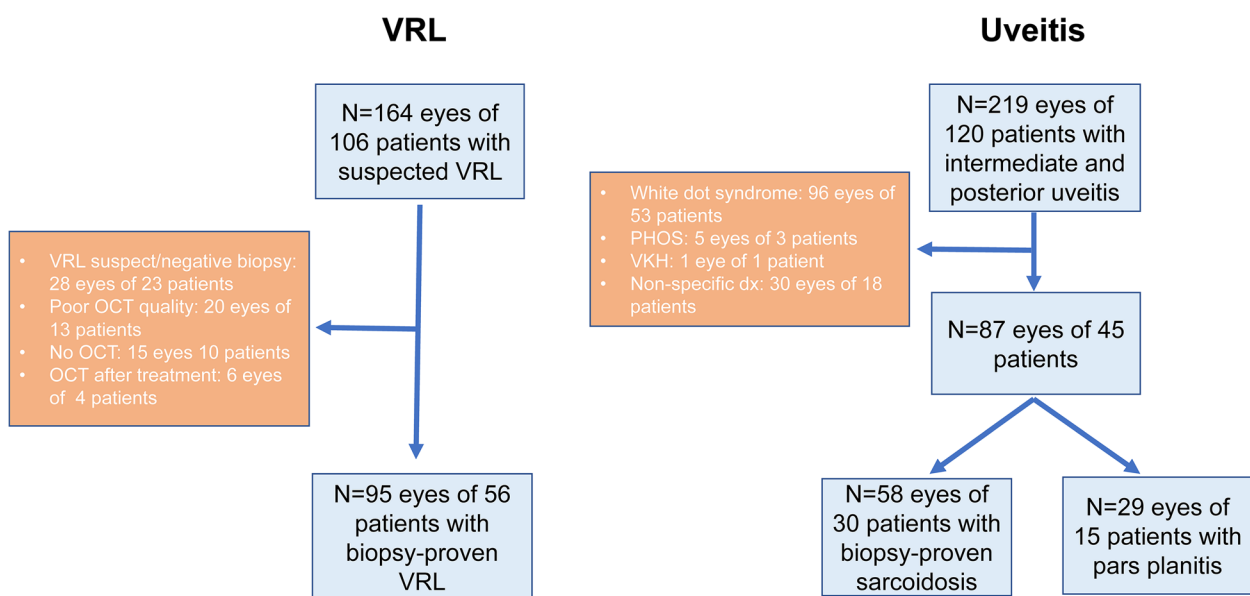 VRL
N=164 eyes of
106 patients with
suspected VRL
• VRL suspect/negative biopsy:
28 eyes of 23 patients
• Poor OCT quality: 20 eyes of
13 patients
• No OCT: 15 eyes 10 patients
• OCT after treatment: 6 eyes
of 4 patients
N=95 eyes of 56
patients with
biopsy-proven
VRL
Uveitis
N=219 eyes of
120 patients with
intermediate and
posterior uveitis
• White dot syndrome: 96 eyes of
53 patients
• PHOS: 5 eyes of 3 patients
• VKH: 1 eye of 1 patient
• Non-specific dx: 30 eyes of 18
patients
N=87 eyes of 45
patients
N=58 eyes of
30 patients with
biopsy-proven
sarcoidosis
N=29 eyes of
15 patients with
pars planitis